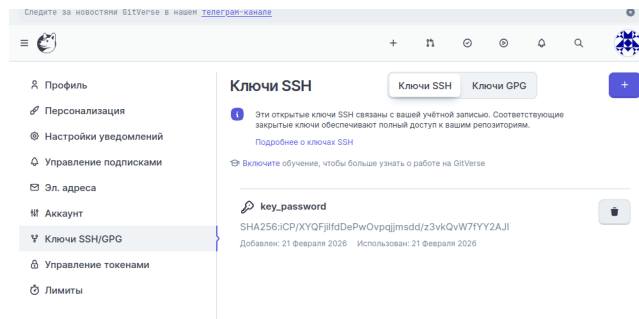 Следите за новостями GitVerse в нашем телеграм-канале
Профиль
Персонализация
Настройки уведомлений
Управление подписками
Эл. адреса
Аккаунт
Ключи SSH/GPG
Управление токенами
Лимиты
Ключи SSH
Ключи SSH
Ключи GPG
Эти открытые ключи SSH связаны с вашей учётной записью. Соответствующие
закрытые ключи обеспечивают полный доступ к вашим репозиториям.
Подробнее о ключах SSH
Включите обучение, чтобы больше узнать о работе на GitVerse
key_password
SHA256:iCP/XYQFjilfdDePwOvpqjjmsdd/z3vkQvW7fYY2AJI
Добавлен: 21 Февраля 2026 Использован: 21 Февраля 2026